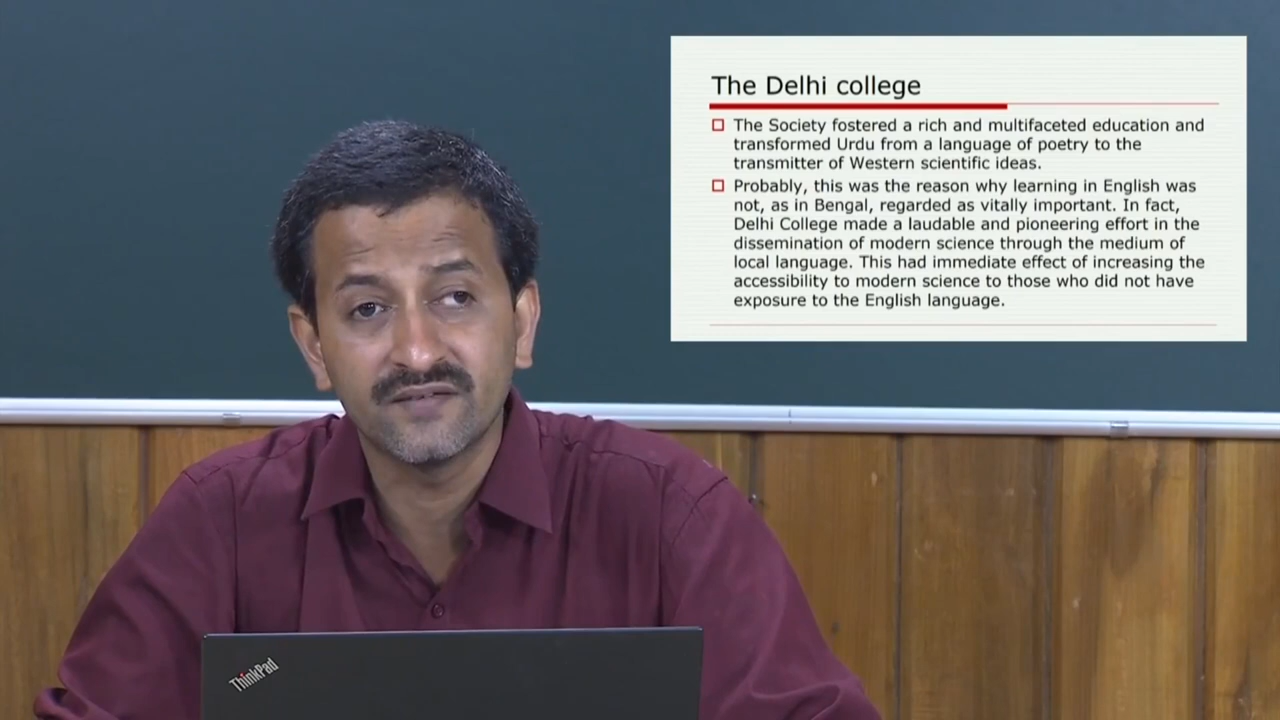 The Delhi college
The Society fostered a rich and multifaceted education and
transformed Urdu from a language of poetry to the
transmitter of Western scientific ideas.
Probably, this was the reason why learning in English was
not, as in Bengal, regarded as vitally important. In fact,
Delhi College made a laudable and pioneering effort in the
dissemination of modern science through the medium of
local language. This had immediate effect of increasing the
accessibility to modern science to those who did not have
exposure to the English language.
ThinkPad